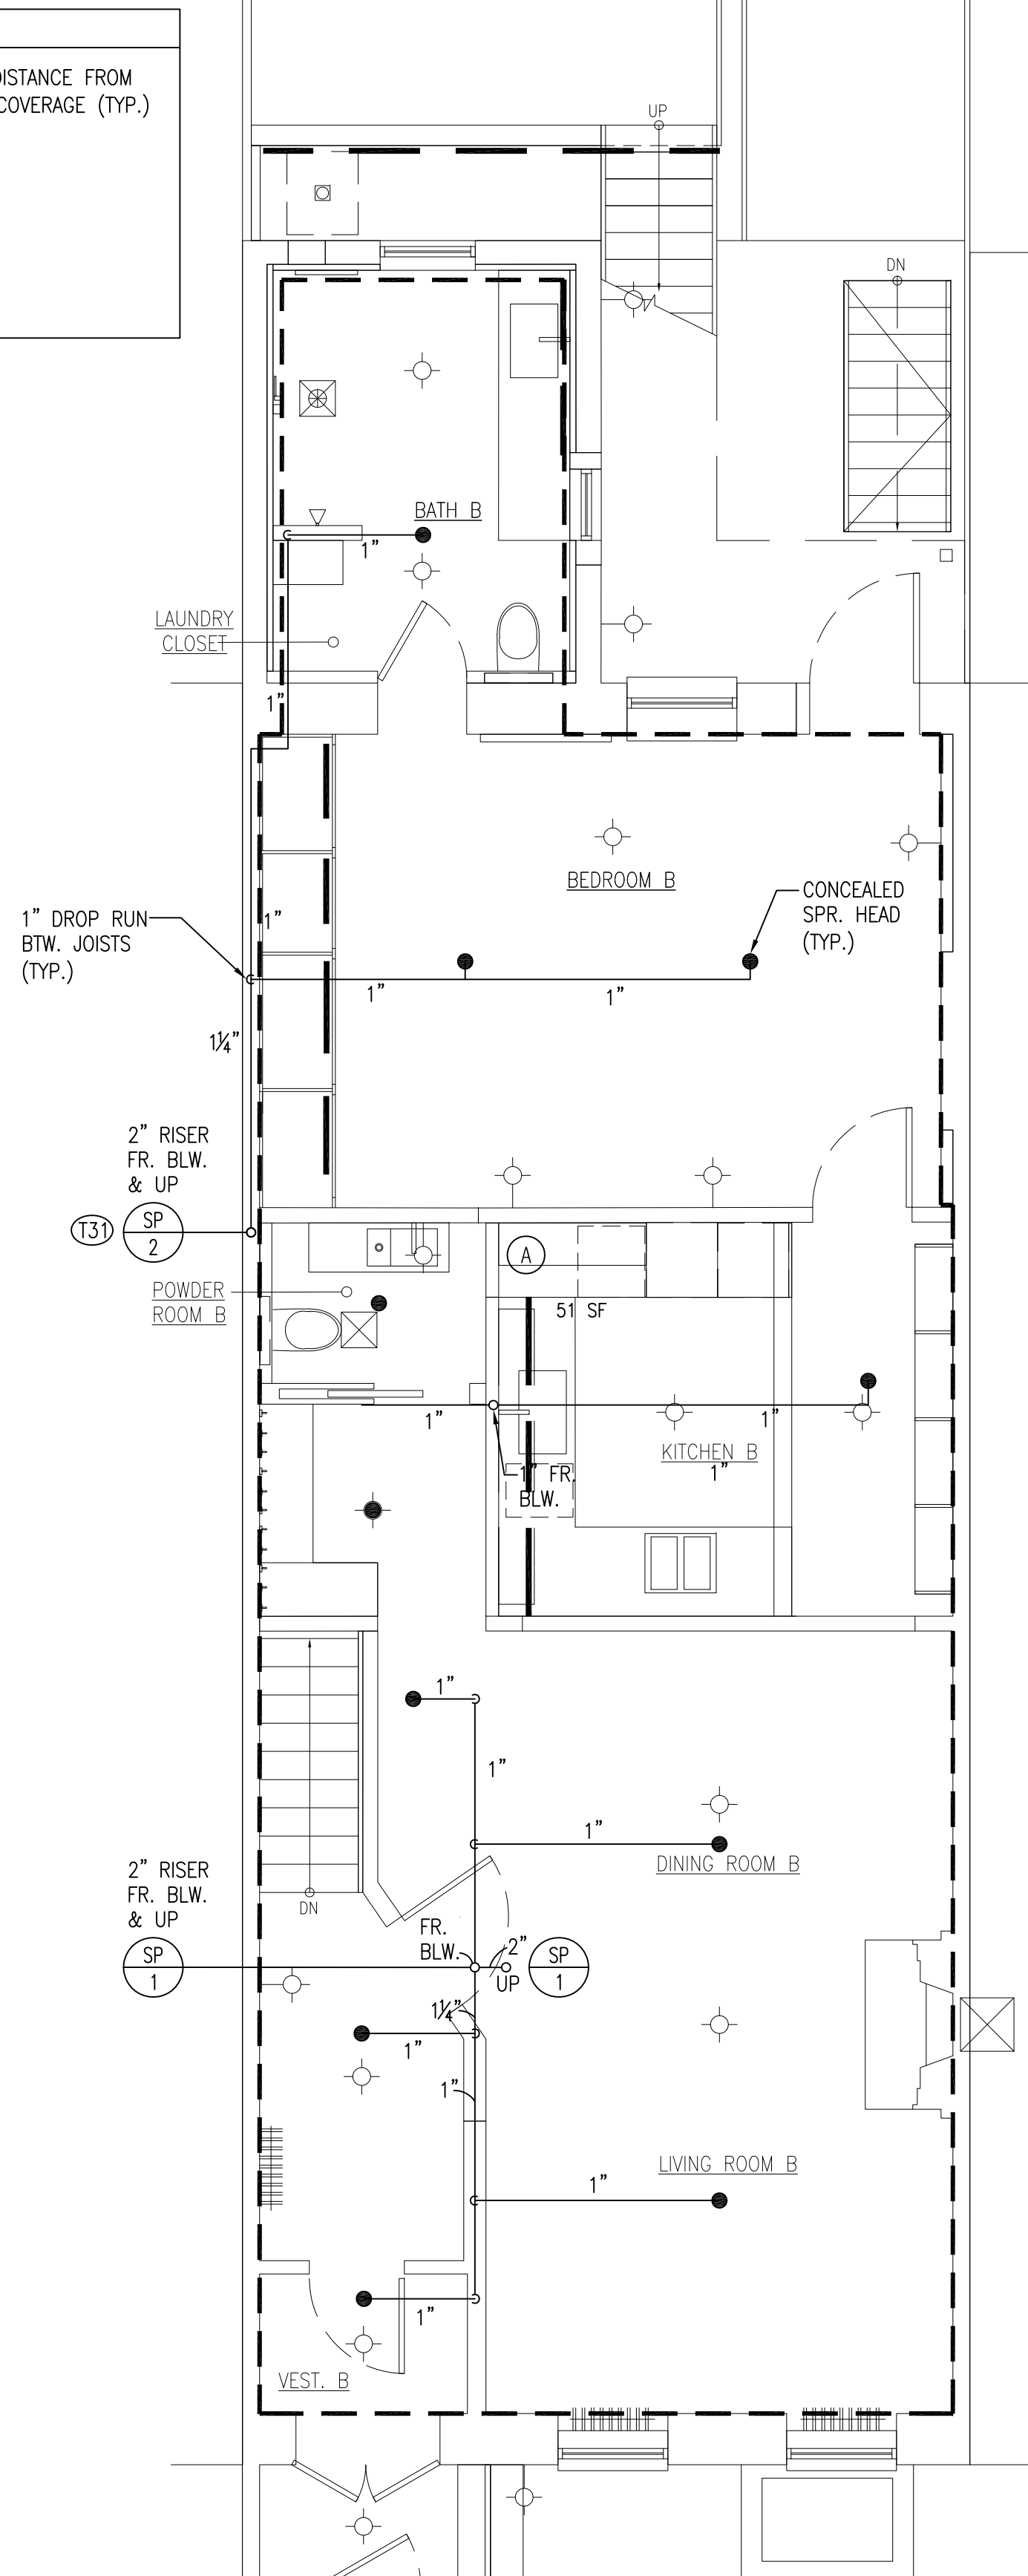 DISTANCE FROM
COVERAGE (TYP.)
UP
DN
BATH B
1"
LAUNDRY
CLOSET
1"
BEDROOM B
CONCEALED
SPR. HEAD
(TYP.)
1" DROP RUN
BTW. JOISTS
(TYP.)
1"
1"
1"
1¼"
2" RISER
FR. BLW.
& UP
T31
SP
2
A
POWDER
ROOM B
51 SF
1"
1"
KITCHEN B
1"
1" FR.
BLW.
1"
1"
1"
DINING ROOM B
2" RISER
FR. BLW.
& UP
DN
SP
1
FR.
BLW.
2"
UP
SP
1
1¼"
1"
1"
LIVING ROOM B
1"
1"
VEST. B